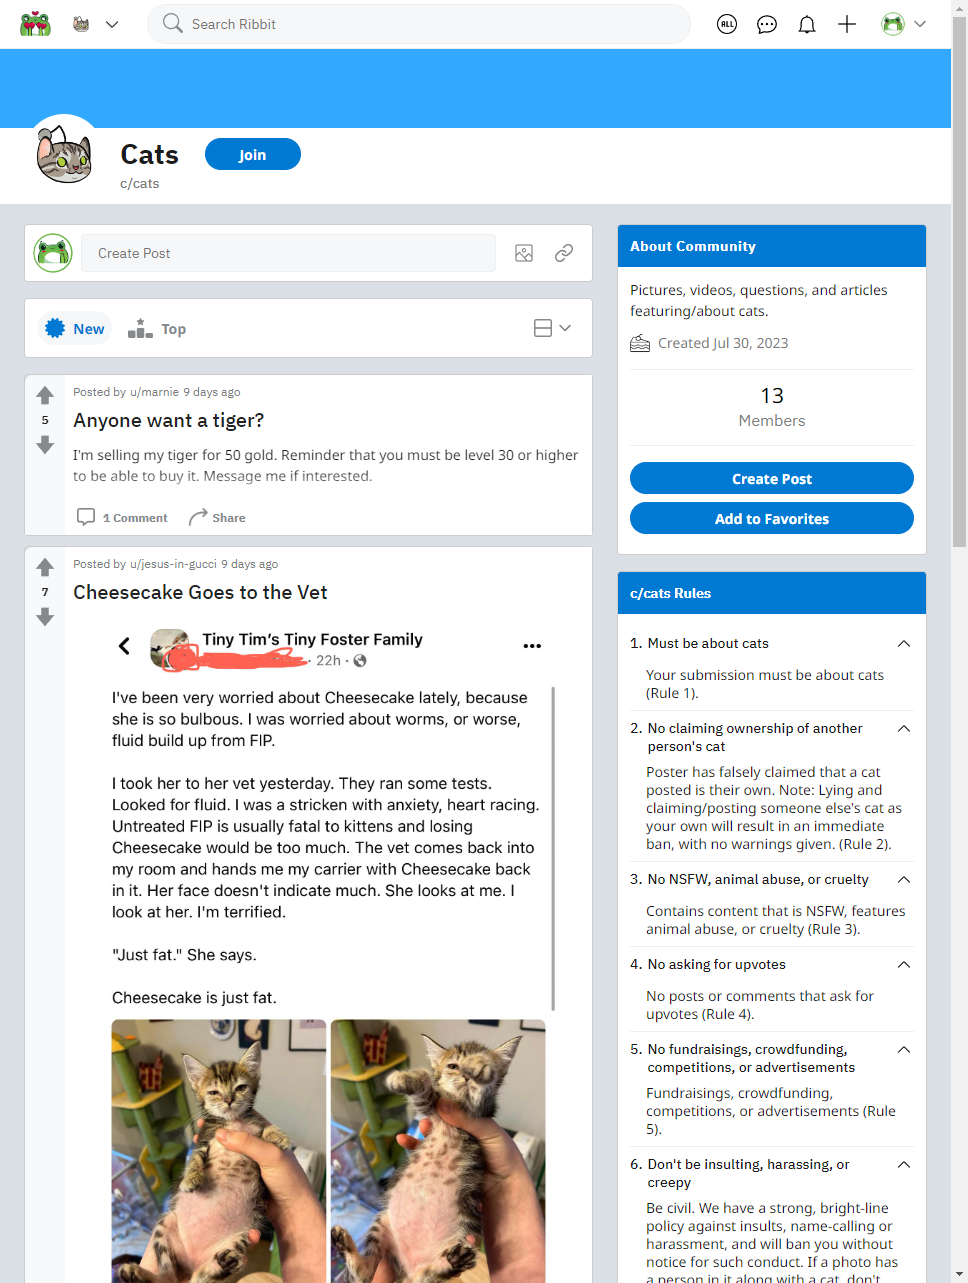 Search Ribbit
ALL
Cats
Join
c/cats
Create Post
New
Top
Posted by u/marnie 9 days ago
5
Anyone want a tiger?
I'm selling my tiger for 50 gold. Reminder that you must be level 30 or higher
to be able to buy it. Message me if interested.
1 Comment
Share
Posted by u/jesus-in-gucci 9 days ago
7
Cheesecake Goes to the Vet
Tiny Tim's Tiny Foster Family
· 22h ·
I've been very worried about Cheesecake lately, because
she is so bulbous. I was worried about worms, or worse,
fluid build up from FIP.
I took her to her vet yesterday. They ran some tests.
Looked for fluid. I was a stricken with anxiety, heart racing.
Untreated FIP is usually fatal to kittens and losing
Cheesecake would be too much. The vet comes back into
my room and hands me my carrier with Cheesecake back
in it. Her face doesn't indicate much. She looks at me. I
look at her. I'm terrified.
"Just fat." She says.
Cheesecake is just fat.
About Community
Pictures, videos, questions, and articles
featuring/about cats.
Created Jul 30, 2023
13
Members
Create Post
Add to Favorites
c/cats Rules
1. Must be about cats
Your submission must be about cats
(Rule 1).
2. No claiming ownership of another
person's cat
Poster has falsely claimed that a cat
posted is their own. Note: Lying and
claiming/posting someone else's cat as
your own will result in an immediate
ban, with no warnings given. (Rule 2).
3. No NSFW, animal abuse, or cruelty
Contains content that is NSFW, features
animal abuse, or cruelty (Rule 3).
4. No asking for upvotes
No posts or comments that ask for
upvotes (Rule 4).
5. No fundraisings, crowdfunding,
competitions, or advertisements
Fundraisings, crowdfunding,
competitions, or advertisements (Rule
5).
6. Don't be insulting, harassing, or
creepy
Be civil. We have a strong, bright-line
policy against insults, name-calling or
harassment, and will ban you without
notice for such conduct. If a photo has
a person in it along with a cat, don't